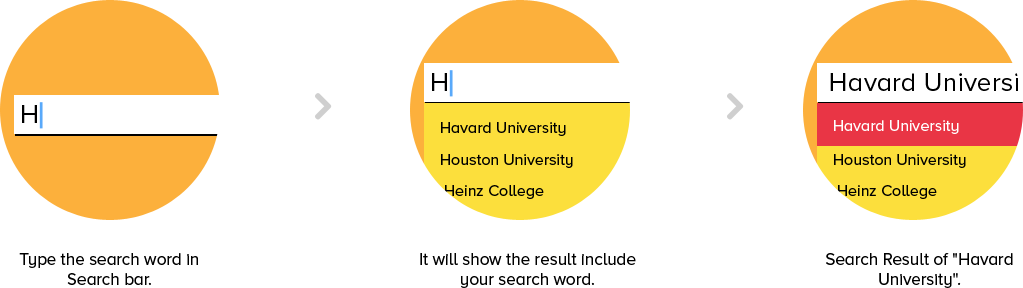 H
Type the search word in
Search bar.
H
Havard University
Houston University
Heinz College
It will show the result include
your search word.
Havard Universi
Havard University
Houston University
Heinz College
Search Result of "Havard
University".